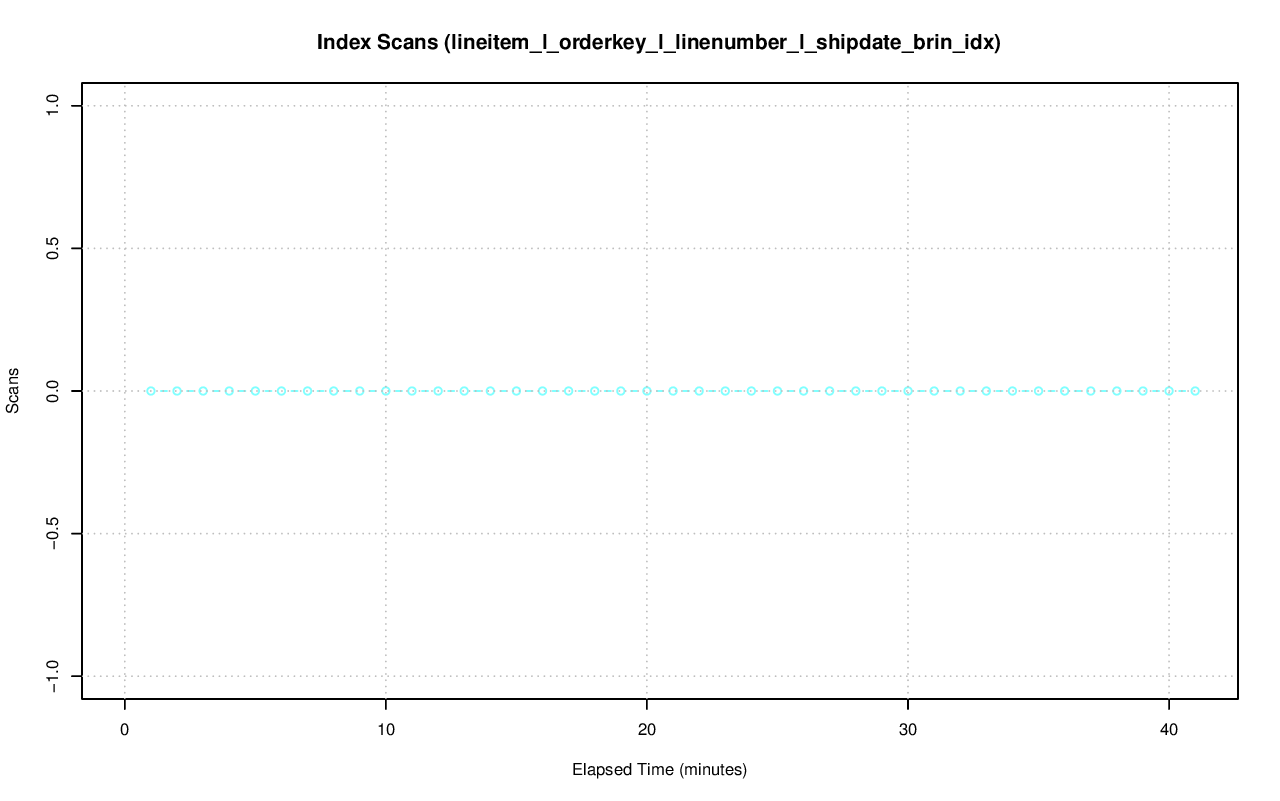 Index Scans (lineitem_l_orderkey_l_linenumber_l_shipdate_brin_idx)
1.0
0.5
0.0
−0.5
−1.0
Scans
0 10 20 30 40
Elapsed Time (minutes)